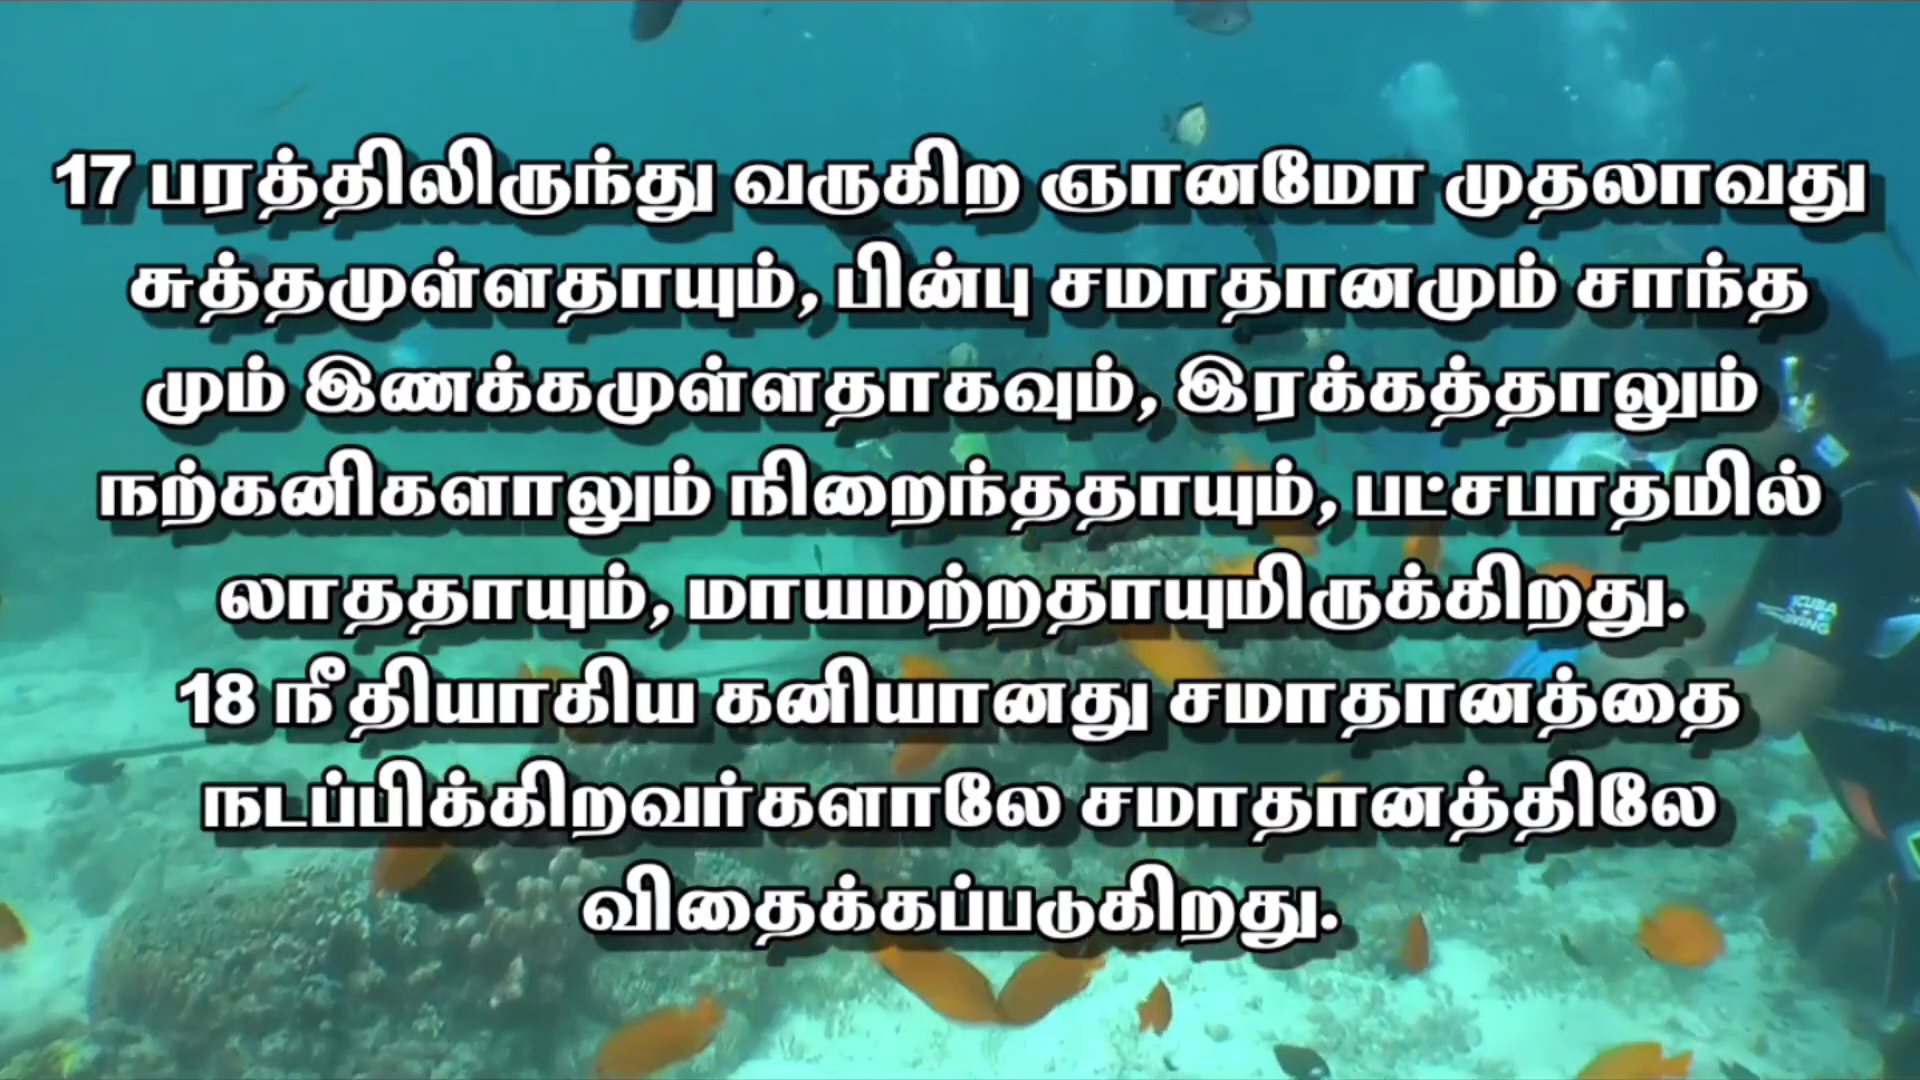 17 பரத்திலிருந்து வருகிற ஞானமோ முதலாவது
சுத்தமுள்ளதாயும், பின்பு சமாதானமும் சாந்த
மும் இணக்கமுள்ளதாகவும், இரக்கத்தாலும்
நற்கனிகளாலும் நிறைந்ததாயும், பட்சபாதமில்
லாததாயும், மாயமற்றதாயுமிருக்கிறது.
18 நீதியாகிய கனியானது சமாதானத்தை
நடப்பிக்கிறவர்களாலே சமாதானத்திலே
விதைக்கப்படுகிறது.
SCUBA
DIVING